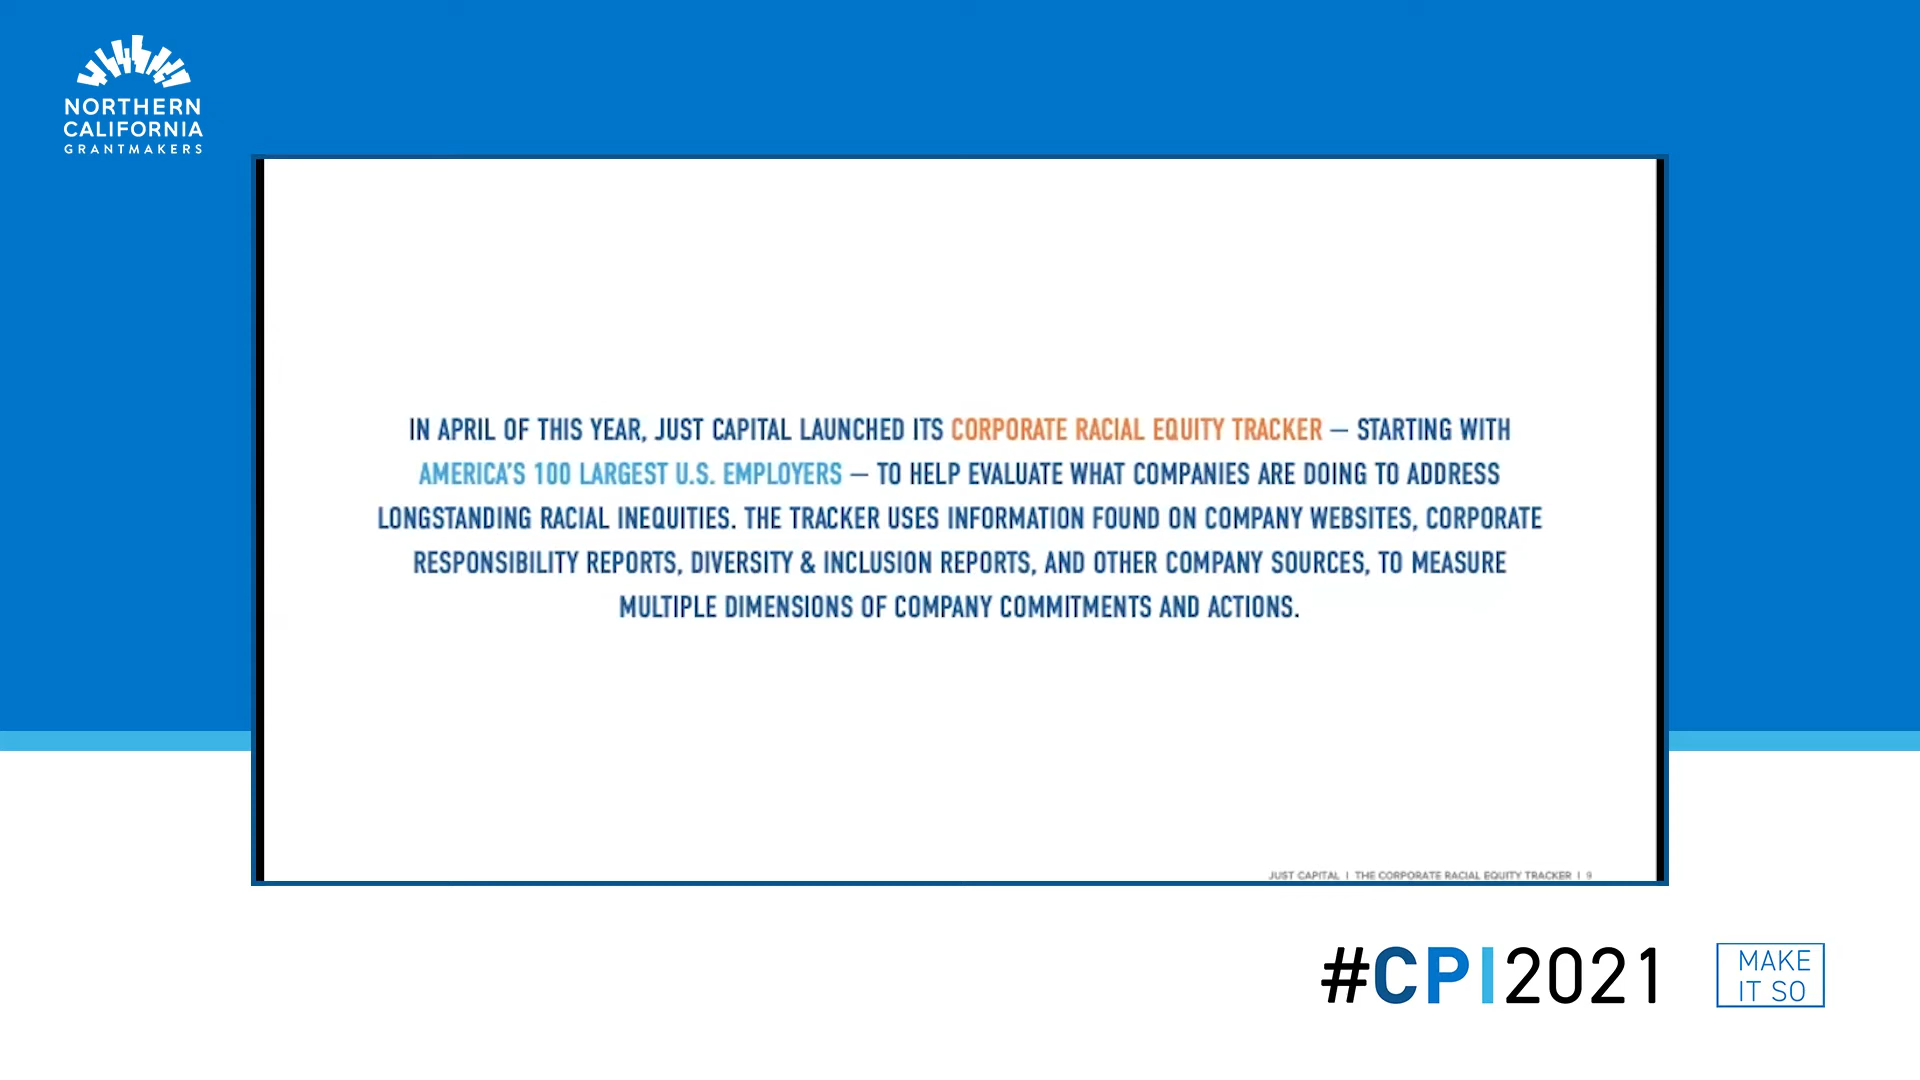 NORTHERN
CALIFORNIA
GRANTMAKERS
IN APRIL OF THIS YEAR, JUST CAPITAL LAUNCHED ITS CORPORATE RACIAL EQUITY TRACKER – STARTING WITH
AMERICA'S 100 LARGEST U.S. EMPLOYERS – TO HELP EVALUATE WHAT COMPANIES ARE DOING TO ADDRESS
LONGSTANDING RACIAL INEQUITIES. THE TRACKER USES INFORMATION FOUND ON COMPANY WEBSITES, CORPORATE
RESPONSIBILITY REPORTS, DIVERSITY & INCLUSION REPORTS, AND OTHER COMPANY SOURCES, TO MEASURE
MULTIPLE DIMENSIONS OF COMPANY COMMITMENTS AND ACTIONS.
JUST CAPITAL | THE CORPORATE RACIAL EQUITY TRACKER | 9
#CPI2021
MAKE
IT SO